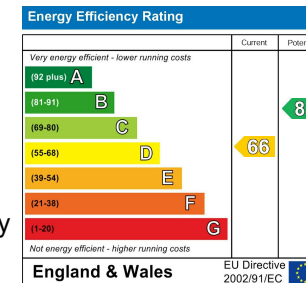 Energy Efficiency Rating
Current
Very energy efficient - lower running costs
(92 plus) A
(81-91) B
(69-80) C
(55-68) D
66
(39-54) E
(21-38) F
(1-20) G
Not energy efficient - higher running costs
England & Wales
EU Directive
2002/91/EC